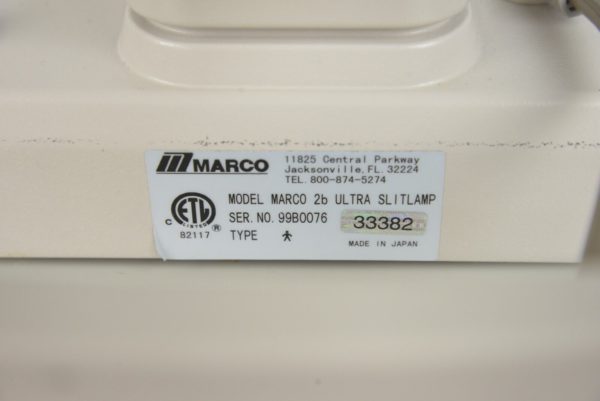 MARCO
11825 Central Parkway
Jacksonville, FL. 32224
TEL. 800-874-5274
MODEL MARCO 2b ULTRA SLITLAMP
SER. NO. 99B0076 33382
TYPE
MADE IN JAPAN
C ETL LISTED ®
82117